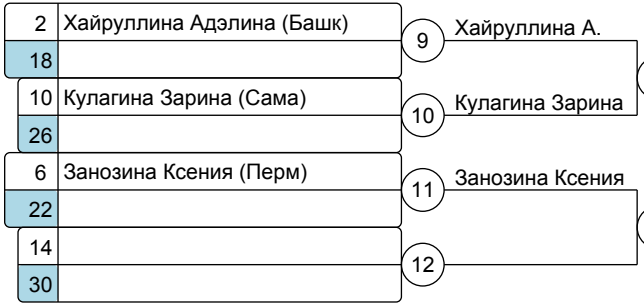 2 Хайруллина Адэлина (Башк)
9 Хайруллина А.
18
10 Кулагина Зарина (Сама)
10 Кулагина Зарина
26
6 Занозина Ксения (Перм)
11 Занозина Ксения
22
14
12
30